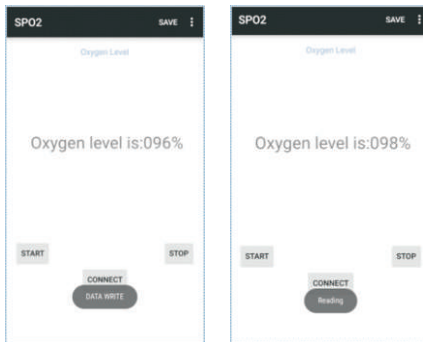 SPO2 SAVE
Oxygen Level
Oxygen level is:096%
START STOP
CONNECT
DATA WRITE
SPO2 SAVE
Oxygen Level
Oxygen level is:098%
START STOP
CONNECT
Reading